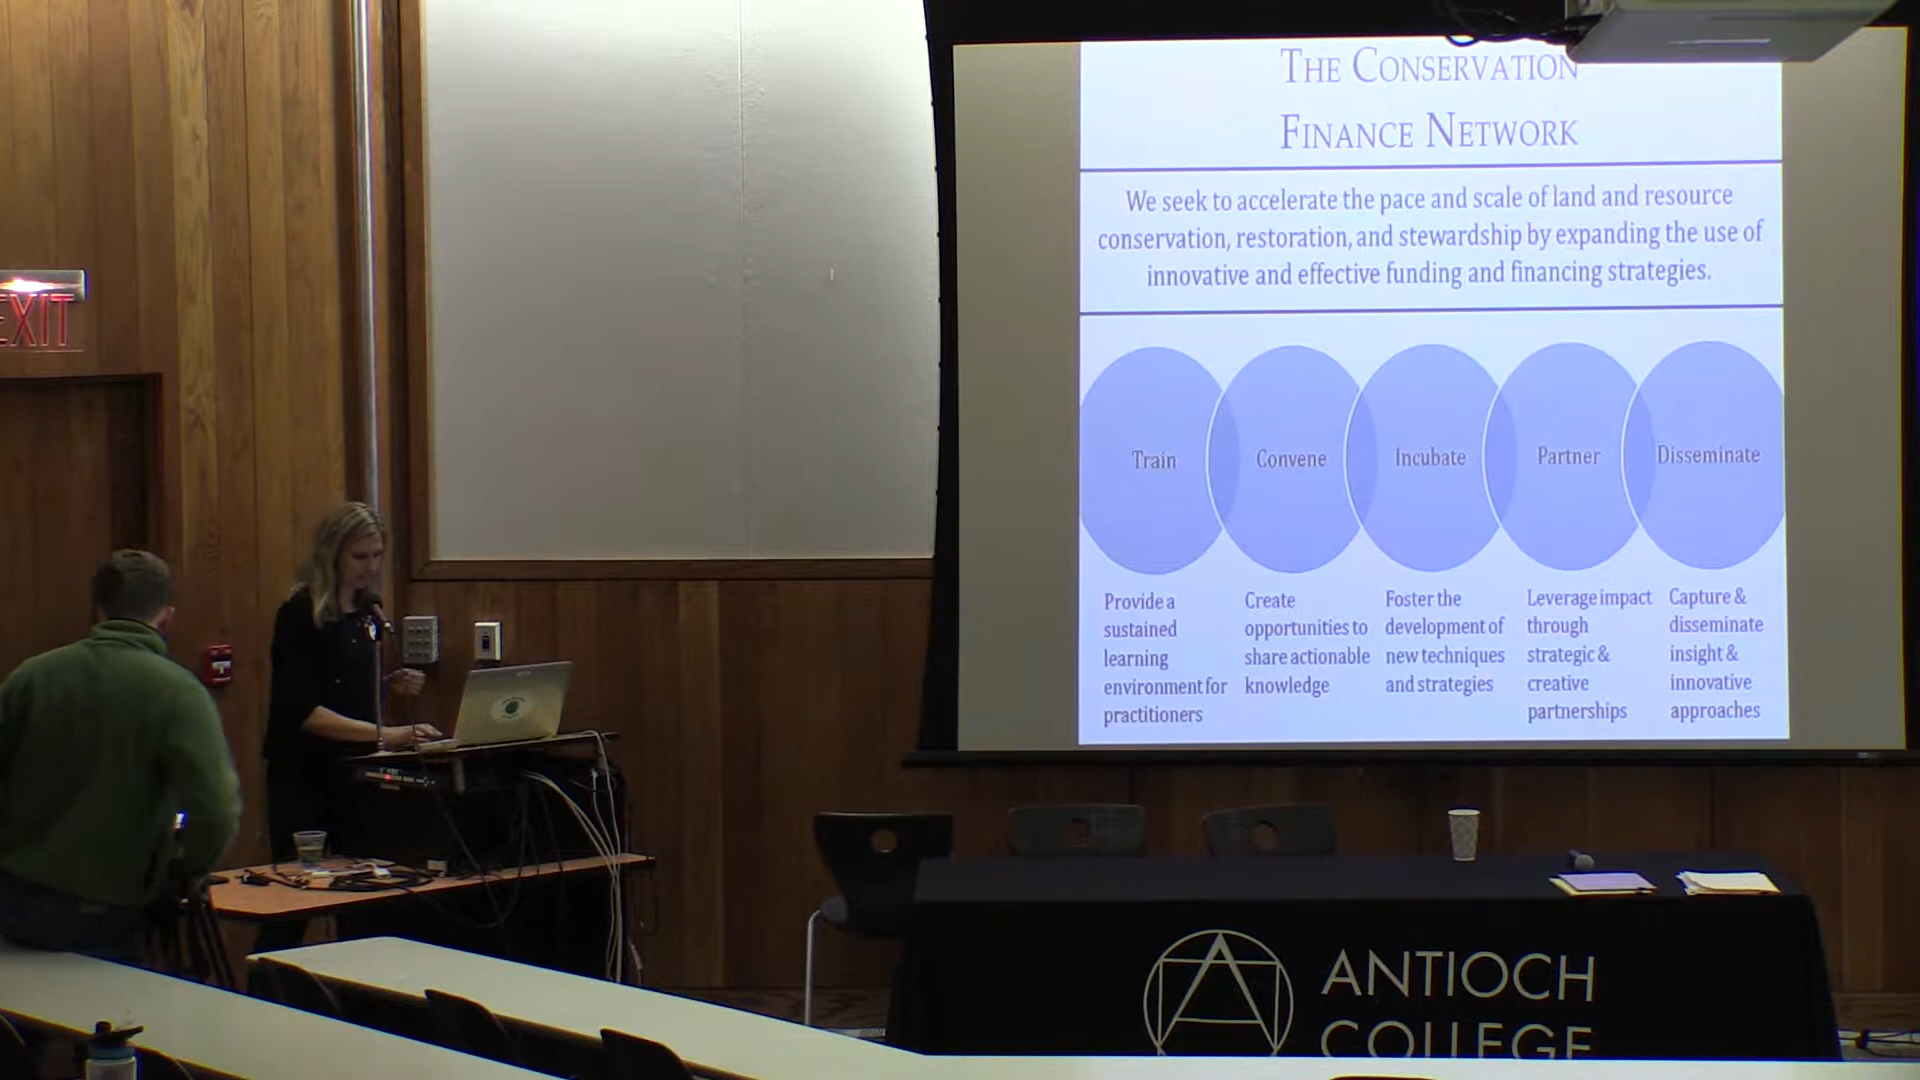 THE CONSERVATION
FINANCE NETWORK
We seek to accelerate the pace and scale of land and resource
conservation, restoration, and stewardship by expanding the use of
innovative and effective funding and financing strategies.
Train
Convene
Incubate
Partner
Disseminate
Provide a
sustained
learning
environment for
practitioners
Create
opportunities to
share actionable
knowledge
Foster the
development of
new techniques
and strategies
Leverage impact
through
strategic &
creative
partnerships
Capture &
disseminate
insight &
innovative
approaches
EXIT
ANTIOCH
COLLEGE